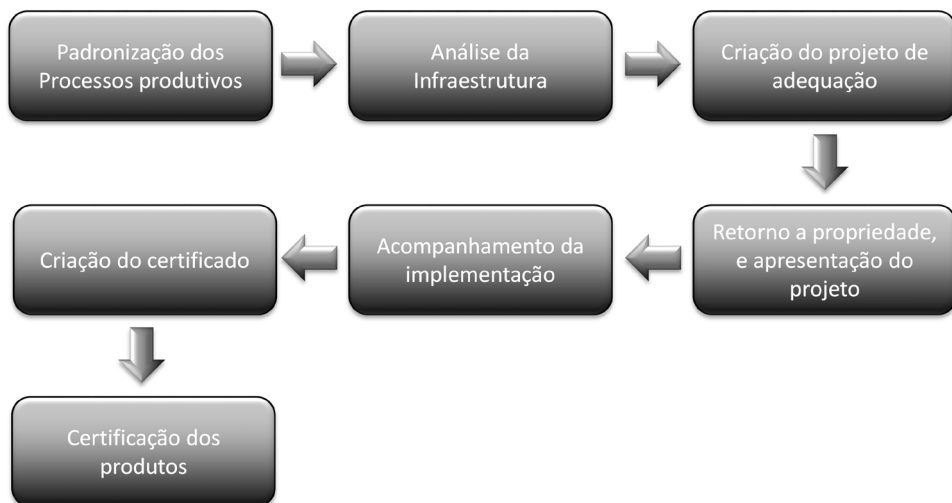 Padronização dos
Processos produtivos
Análise da
Infraestrutura
Criação do projeto de
adequação
Retorno a propriedade,
e apresentação do
projeto
Acompanhamento da
implementação
Criação do certificado
Certificação dos
produtos